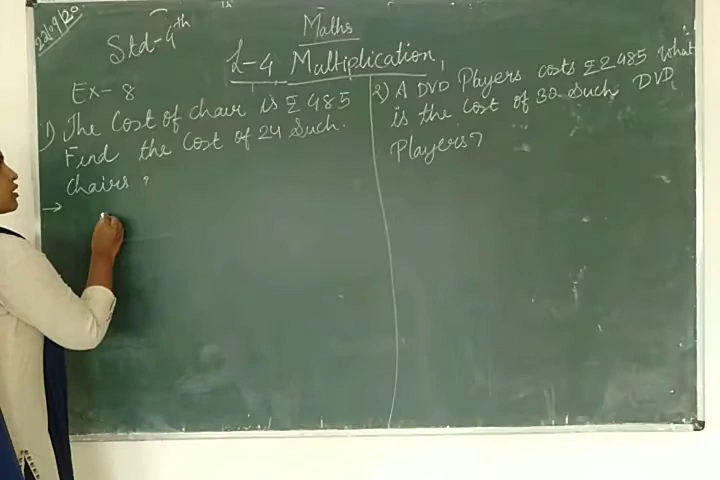 22/09/20
Std-4th
Maths
L-4 Multiplication,
Ex-8
1) The Cost of chair is ₹ 485
Find the Cost of 24 Such
Chairs ?
→
2) A DVD Players costs ₹ 2485 what
is the cost of 32 such DVD
Players?